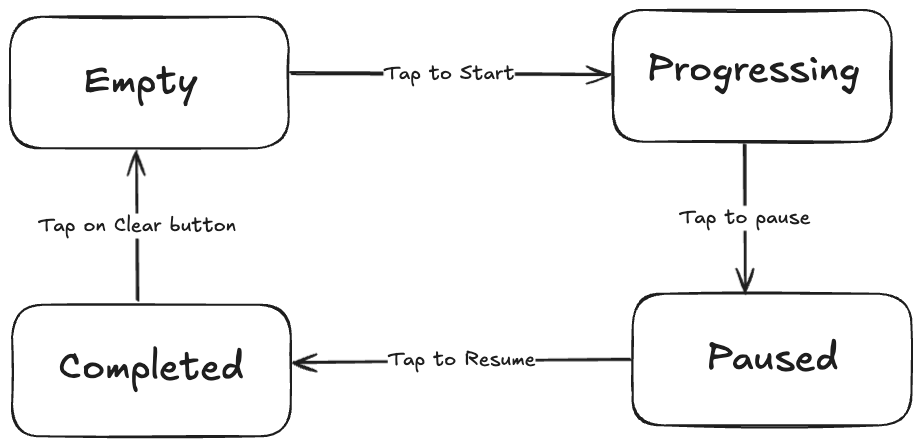 Empty
Tap to Start
Progressing
Tap on Clear button
Tap to pause
Completed
Tap to Resume
Paused